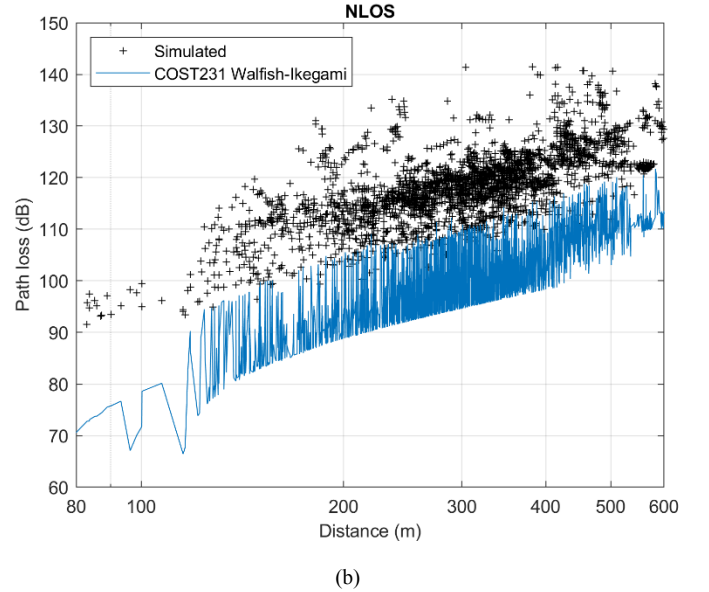 NLOS
150
140
130
120
110
100
90
80
70
60
Path loss (dB)
Simulated
COST231 Walfish-Ikegami
80 100 200 300 400 500 600
Distance (m)
(b)